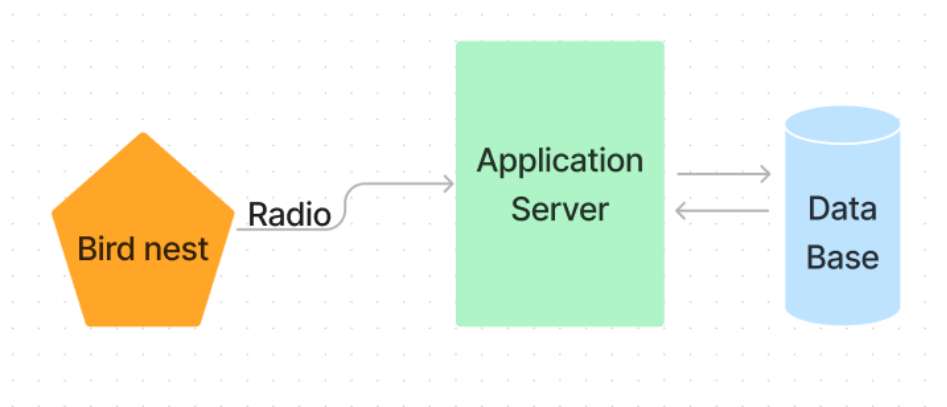 Bird nest
Radio
Application
Server
Data
Base